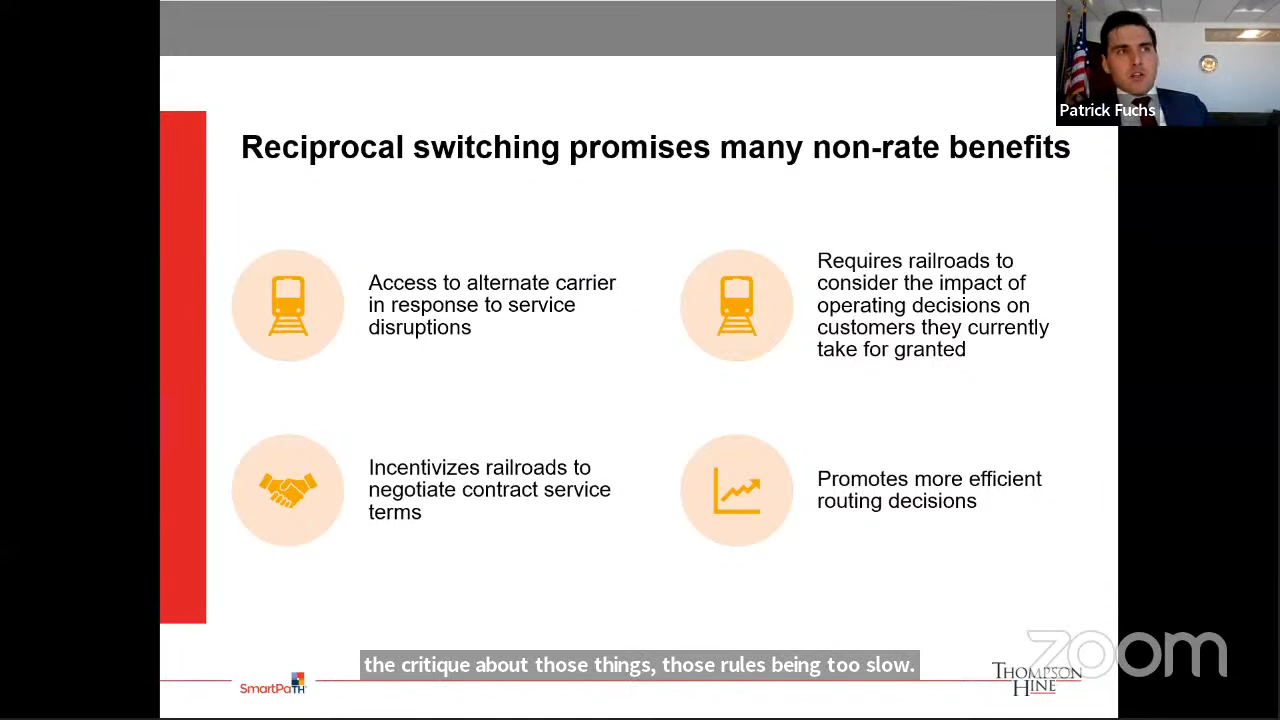 Patrick Fuchs
Reciprocal switching promises many non-rate benefits
Access to alternate carrier
in response to service
disruptions
Requires railroads to
consider the impact of
operating decisions on
customers they currently
take for granted
Incentivizes railroads to
negotiate contract service
terms
Promotes more efficient
routing decisions
the critique about those things, those rules being too slow.
SmartPaTH
THOMPSON
HINE
zoom